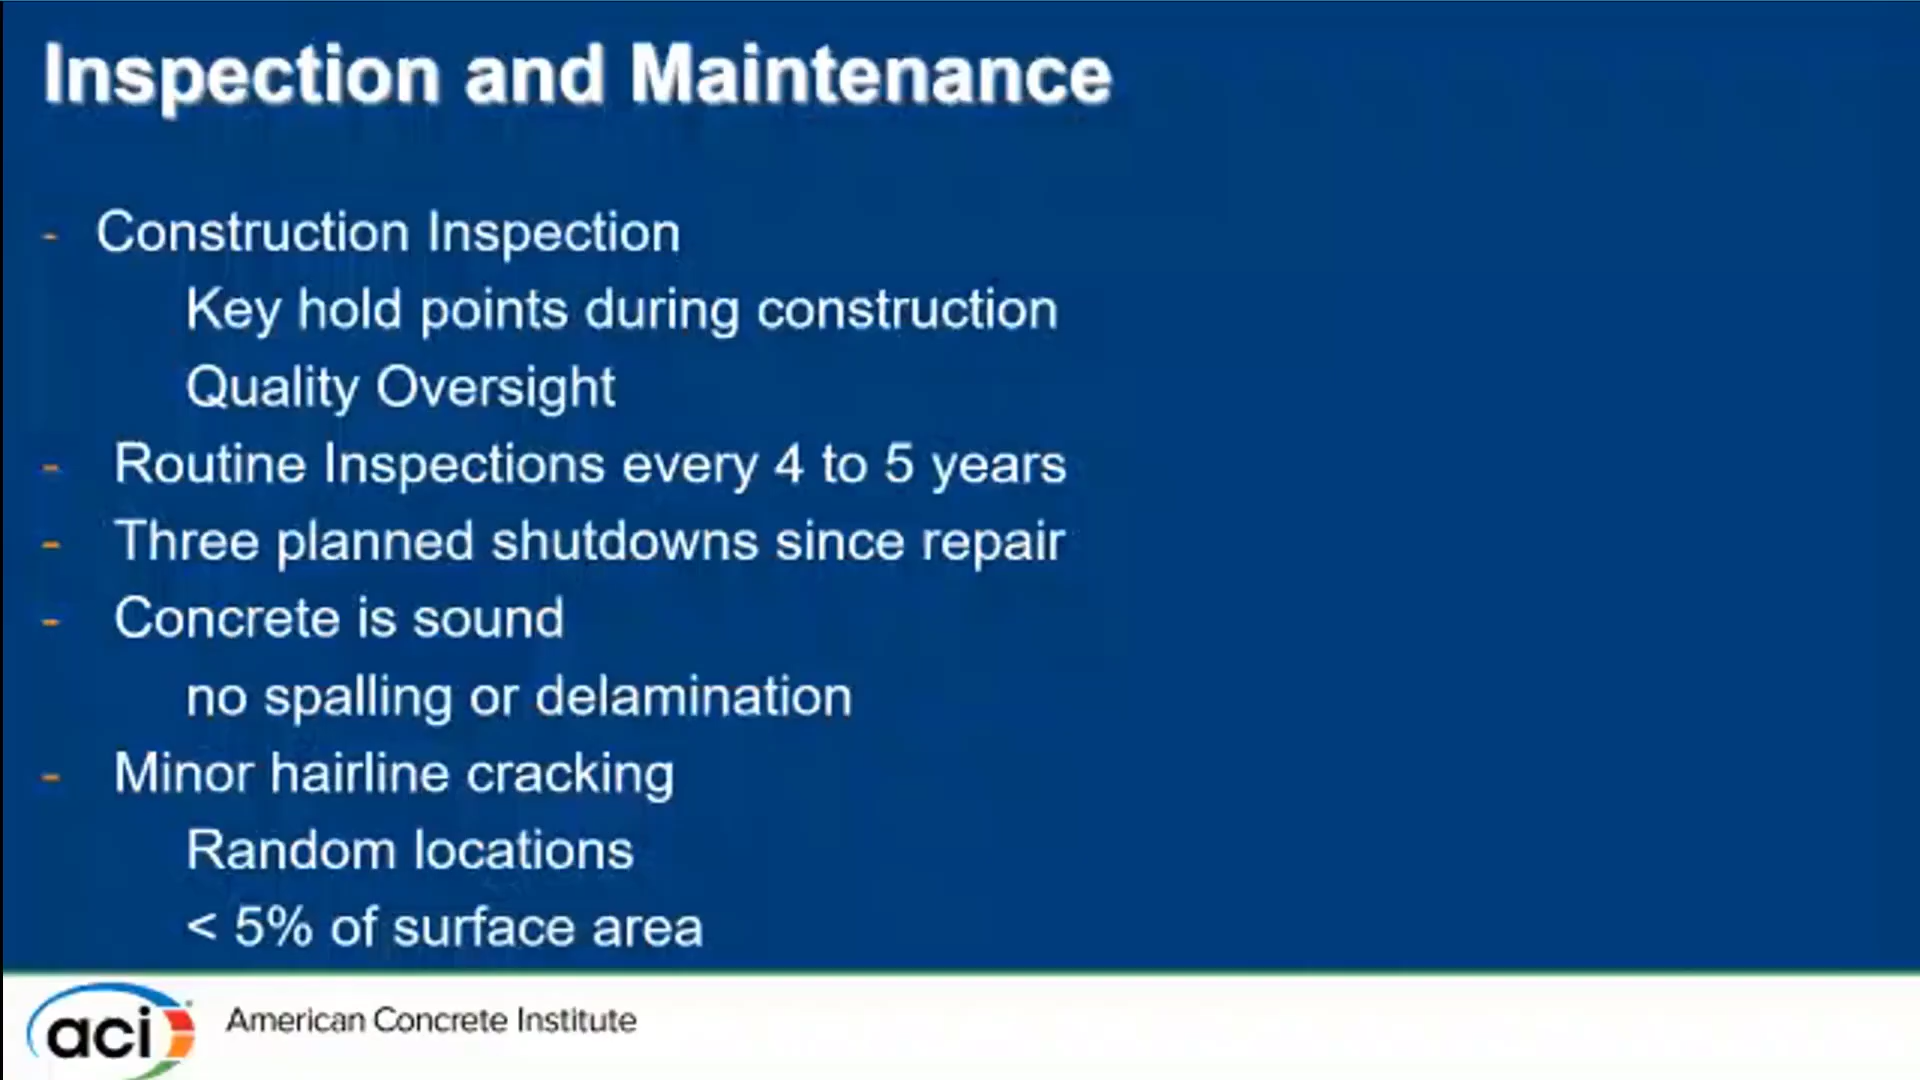 Inspection and Maintenance
- Construction Inspection
Key hold points during construction
Quality Oversight
- Routine Inspections every 4 to 5 years
- Three planned shutdowns since repair
- Concrete is sound
no spalling or delamination
- Minor hairline cracking
Random locations
< 5% of surface area
aci American Concrete Institute